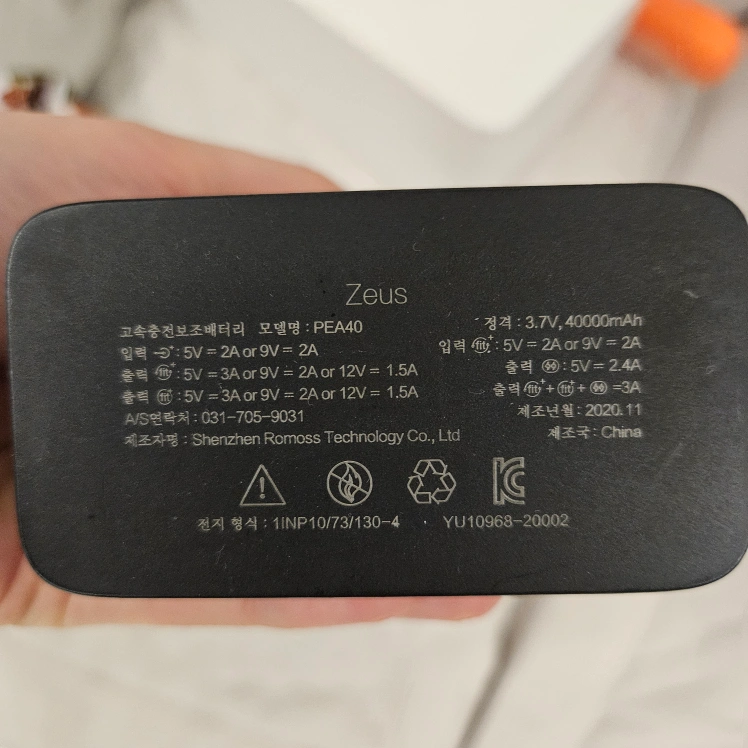 Zeus
고속충전보조배터리 모델명 : PEA40
입력 : 5V = 2A or 9V = 2A
출력 fit+ : 5V = 3A or 9V = 2A or 12V = 1.5A
출력 fit : 5V = 3A or 9V = 2A or 12V = 1.5A
A/S연락처 : 031-705-9031
제조자명 : Shenzhen Romoss Technology Co., Ltd
정격 : 3.7V, 40000mAh
입력 fit+ : 5V = 2A or 9V = 2A
출력 : 5V = 2.4A
출력 fit+ + fit+ + =3A
제조년월 : 2020.11
제조국 : China
전지 형식 : 1INP10/73/130-4
YU10968-20002